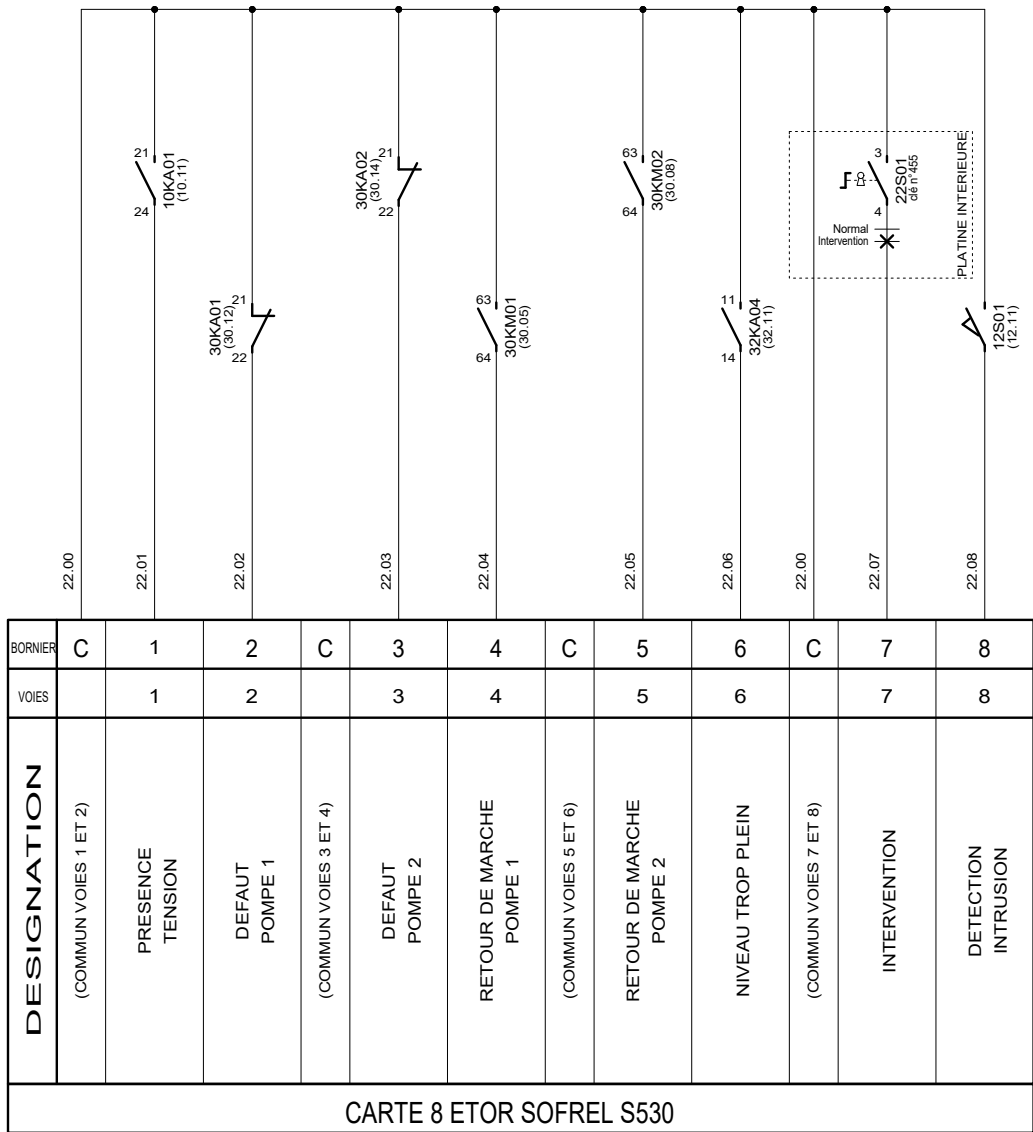 21
10KA01
(10.11)
24
21
30KA01
(30.12)
22
21
30KA02
(30.14)
22
63
30KM01
(30.05)
64
63
30KM02
(30.08)
64
11
32KA04
(32.11)
14
3
22S01
clé n°455
4
Normal
Intervention
PLATINE INTERIEURE
12S01
(12.11)
22.00
22.01
22.02
22.03
22.04
22.05
22.06
22.00
22.07
22.08
BORNIER C 1 2 C 3 4 C 5 6 C 7 8
VOIES 1 2 3 4 5 6 7 8
DESIGNATION
(COMMUN VOIES 1 ET 2)
PRESENCE
TENSION
DEFAUT
POMPE 1
(COMMUN VOIES 3 ET 4)
DEFAUT
POMPE 2
RETOUR DE MARCHE
POMPE 1
(COMMUN VOIES 5 ET 6)
RETOUR DE MARCHE
POMPE 2
NIVEAU TROP PLEIN
(COMMUN VOIES 7 ET 8)
INTERVENTION
DETECTION
INTRUSION
CARTE 8 ETOR SOFREL S530